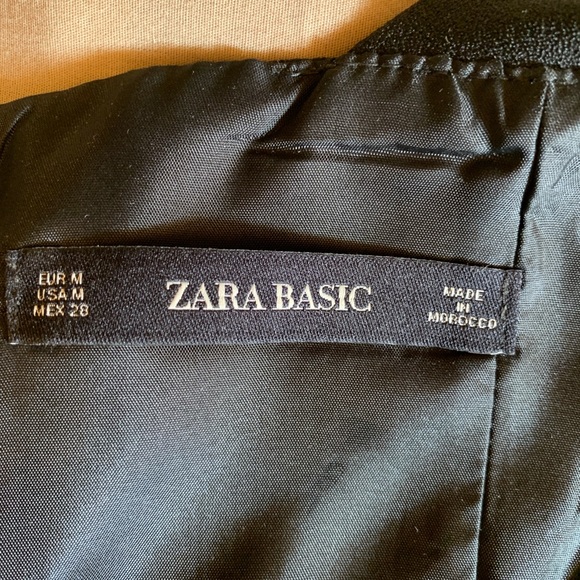 EUR M
USA M
MEX 28
ZARA BASIC
MADE
IN
MOROCCO